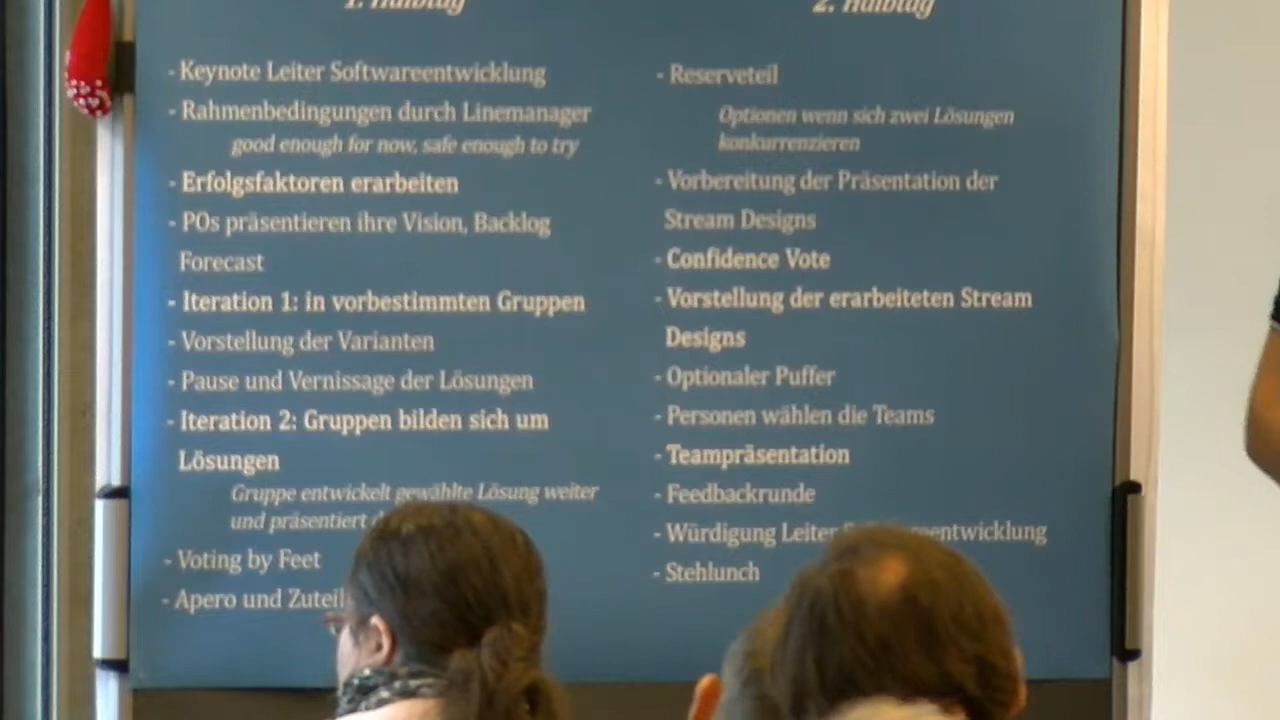 1. Halbtag
- Keynote Leiter Softwareentwicklung
- Rahmenbedingungen durch Linemanager
good enough for now, safe enough to try
- Erfolgsfaktoren erarbeiten
- POs präsentieren ihre Vision, Backlog
Forecast
- Iteration 1: in vorbestimmten Gruppen
- Vorstellung der Varianten
- Pause und Vernissage der Lösungen
- Iteration 2: Gruppen bilden sich um
Lösungen
Gruppe entwickelt gewählte Lösung weiter
und präsentiert
- Voting by Feet
- Apero und
2. Halbtag
- Reserveteil
Optionen wenn sich zwei Lösungen
konkurrenzieren
- Vorbereitung der Präsentation der
Stream Designs
- Confidence Vote
- Vorstellung der erarbeiteten Stream
Designs
- Optionaler Puffer
- Personen wählen die Teams
- Teampräsentation
- Feedbackrunde
- Würdigung Leiter
- Stehlunch